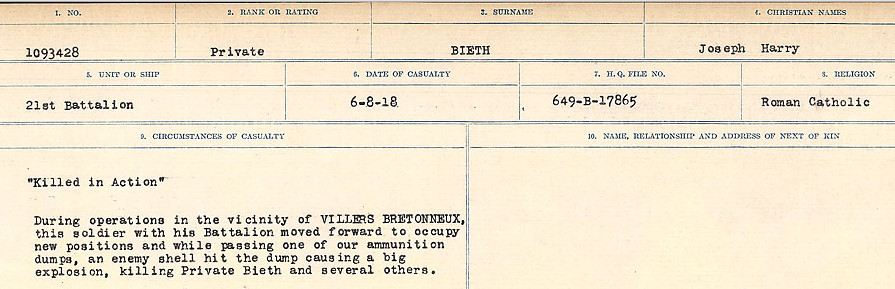 1. NO. 2. RANK OR RATING 3. SURNAME 4. CHRISTIAN NAMES
1093428 Private BIETH Joseph Harry
5. UNIT OR SHIP 6. DATE OF CASUALTY 7. H. Q. FILE NO. 8. RELIGION
21st Battalion 6-8-18 649-B-17865 Roman Catholic
9. CIRCUMSTANCES OF CASUALTY 10. NAME, RELATIONSHIP AND ADDRESS OF NEXT OF KIN
"Killed in Action"
During operations in the vicinity of VILLERS BRETONNEUX,
this soldier with his Battalion moved forward to occupy
new positions and while passing one of our ammunition
dumps, an enemy shell hit the dump causing a big
explosion, killing Private Bieth and several others.